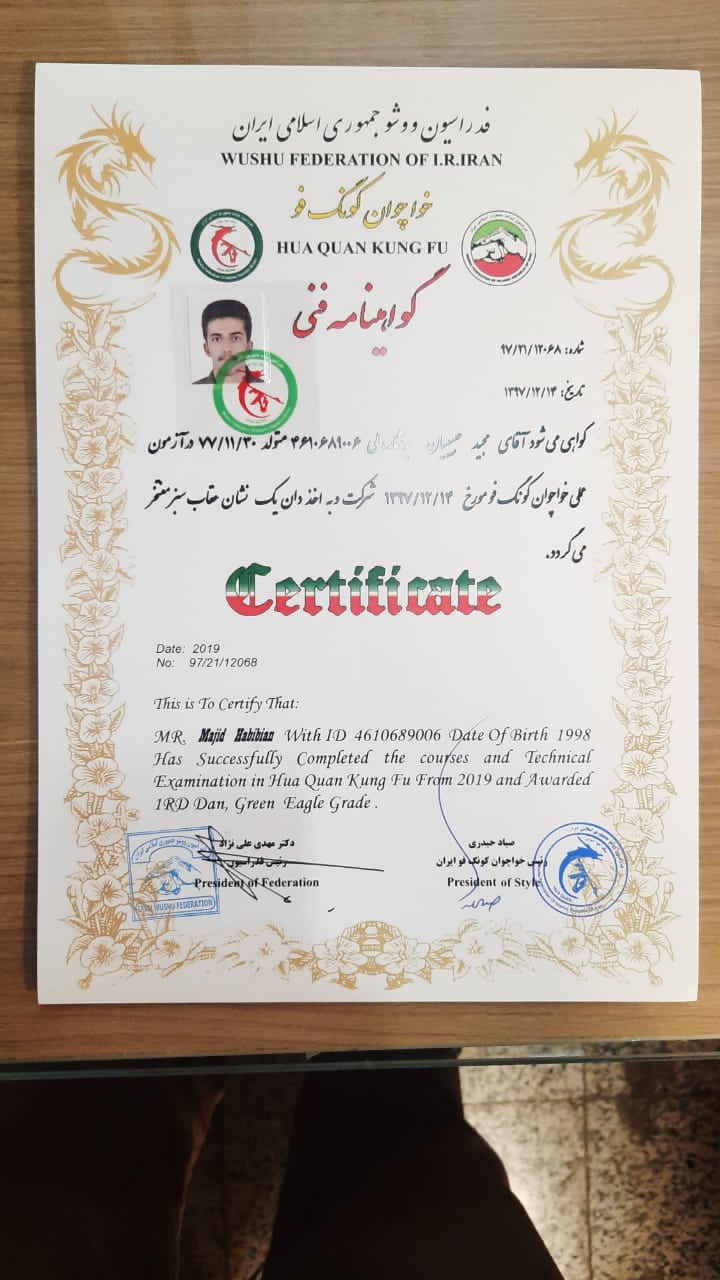 فدراسیون ووشو جمهوری اسلامی ایران
WUSHU FEDERATION OF I.R.IRAN
خواچوان کونگ فو
HUA QUAN KUNG FU
گواهینامه فنی
شماره: ۹۷/۲۱/۱۲۰۶۸
تاریخ: ۱۳۹۷/۱۲/۱۴
گواهی می شود آقای مجید حبیبیان ۴۶۱۰۶۸۹۰۰۶ متولد ۷۷/۱۱/۳۰ در آزمون
عملی خواچوان کونگ فو مورخ ۱۳۹۷/۱۲/۱۴ شرکت و به اخذ دان یک نشان عقاب سبز مفتخر
می گردد.
Certificate
Date: 2019
No: 97/21/12068
This is To Certify That:
MR. Majid Habibian With ID 4610689006 Date Of Birth 1998
Has Successfully Completed the courses and Technical
Examination in Hua Quan Kung Fu From 2019 and Awarded
1RD Dan, Green Eagle Grade .
دکتر مهدی علی نژاد
رئیس فدراسیون
President of Federation
صیاد حیدری
رئیس خواچوان کونگ فو ایران
President of Style
WUSHU FEDERATION